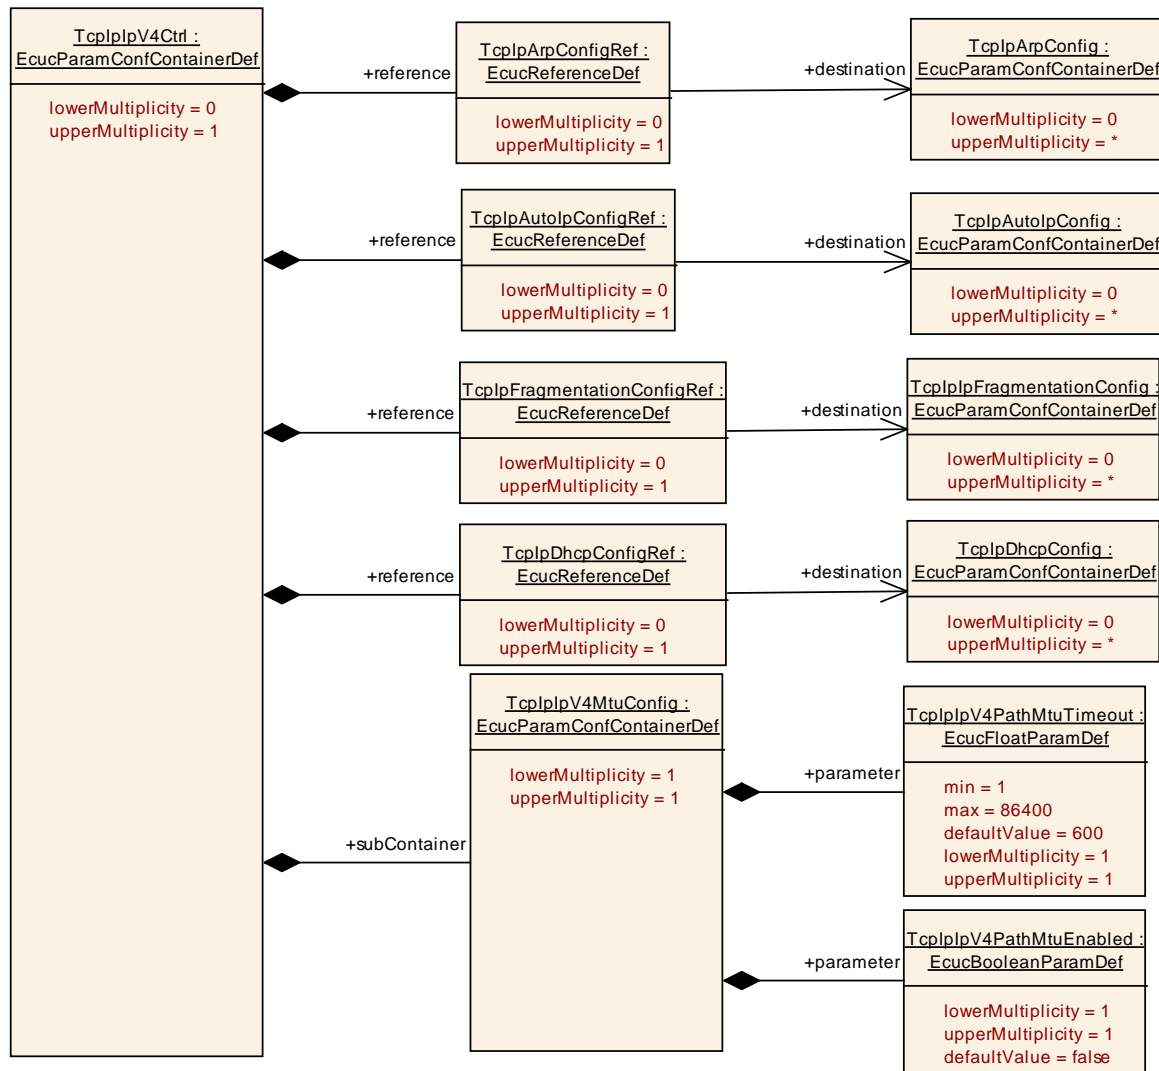 TcpIpIpV4Ctrl :
EcucParamConfContainerDef
lowerMultiplicity = 0
upperMultiplicity = 1
+reference
TcpIpArpConfigRef :
EcucReferenceDef
lowerMultiplicity = 0
upperMultiplicity = 1
+destination
TcpIpArpConfig :
EcucParamConfContainerDef
lowerMultiplicity = 0
upperMultiplicity = *
+reference
TcpIpAutoIpConfigRef :
EcucReferenceDef
lowerMultiplicity = 0
upperMultiplicity = 1
+destination
TcpIpAutoIpConfig :
EcucParamConfContainerDef
lowerMultiplicity = 0
upperMultiplicity = *
+reference
TcpIpFragmentationConfigRef :
EcucReferenceDef
lowerMultiplicity = 0
upperMultiplicity = 1
+destination
TcpIpIpFragmentationConfig :
EcucParamConfContainerDef
lowerMultiplicity = 0
upperMultiplicity = *
+reference
TcpIpDhcpConfigRef :
EcucReferenceDef
lowerMultiplicity = 0
upperMultiplicity = 1
+destination
TcpIpDhcpConfig :
EcucParamConfContainerDef
lowerMultiplicity = 0
upperMultiplicity = *
+subContainer
TcpIpIpV4MtuConfig :
EcucParamConfContainerDef
lowerMultiplicity = 1
upperMultiplicity = 1
+parameter
TcpIpIpV4PathMtuTimeout :
EcucFloatParamDef
min = 1
max = 86400
defaultValue = 600
lowerMultiplicity = 1
upperMultiplicity = 1
+parameter
TcpIpIpV4PathMtuEnabled :
EcucBooleanParamDef
lowerMultiplicity = 1
upperMultiplicity = 1
defaultValue = false